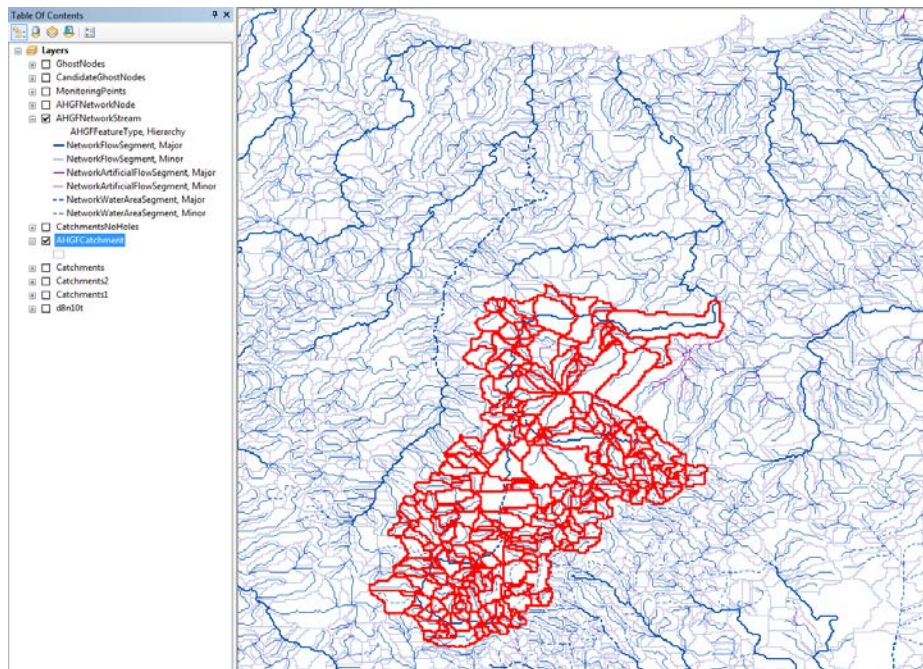 Table Of Contents
Layers
GhostNodes
CandidateGhostNodes
MonitoringPoints
AHGFNetworkNode
AHGFNetworkStream
AHGFFeatureType, Hierarchy
NetworkFlowSegment, Major
NetworkFlowSegment, Minor
NetworkArtificialFlowSegment, Major
NetworkArtificialFlowSegment, Minor
NetworkWaterAreaSegment, Major
NetworkWaterAreaSegment, Minor
CatchmentsNoHoles
AHGFCatchment
Catchments
Catchments2
Catchments1
d8n10t